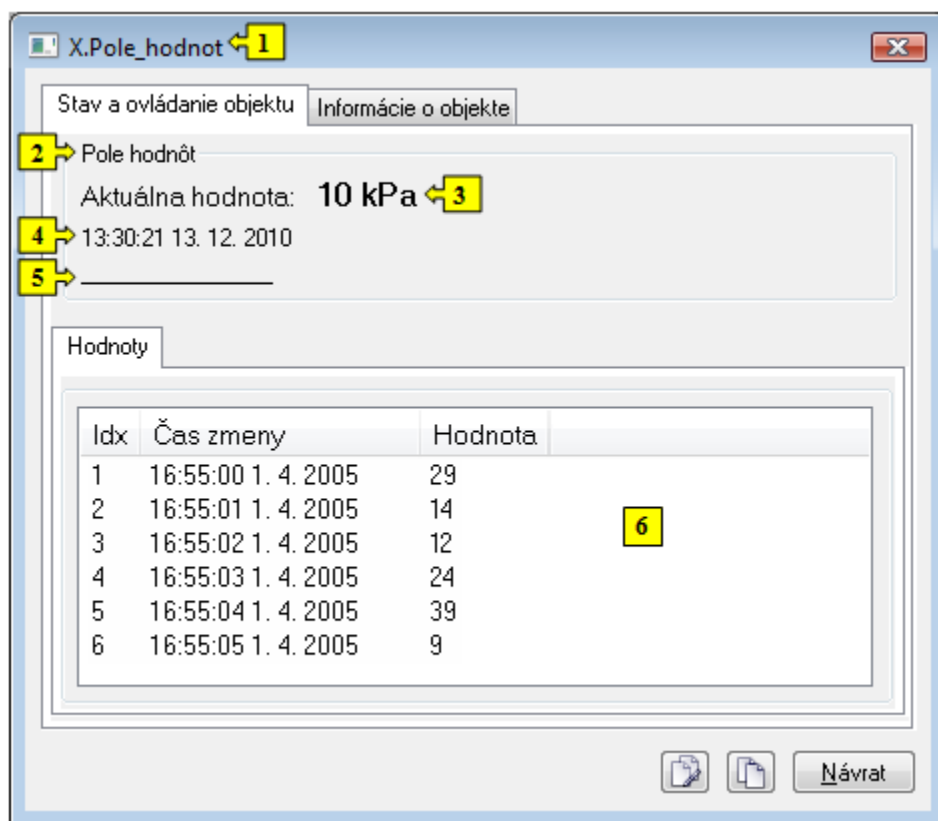 X.Pole_hodnot 1
Stav a ovládanie objektu Informácie o objekte
2 Pole hodnôt
Aktuálna hodnota: 10 kPa 3
4 13:30:21 13. 12. 2010
5
Hodnoty
Idx Čas zmeny Hodnota
1 16:55:00 1. 4. 2005 29
2 16:55:01 1. 4. 2005 14
6
3 16:55:02 1. 4. 2005 12
4 16:55:03 1. 4. 2005 24
5 16:55:04 1. 4. 2005 39
6 16:55:05 1. 4. 2005 9
Návrat